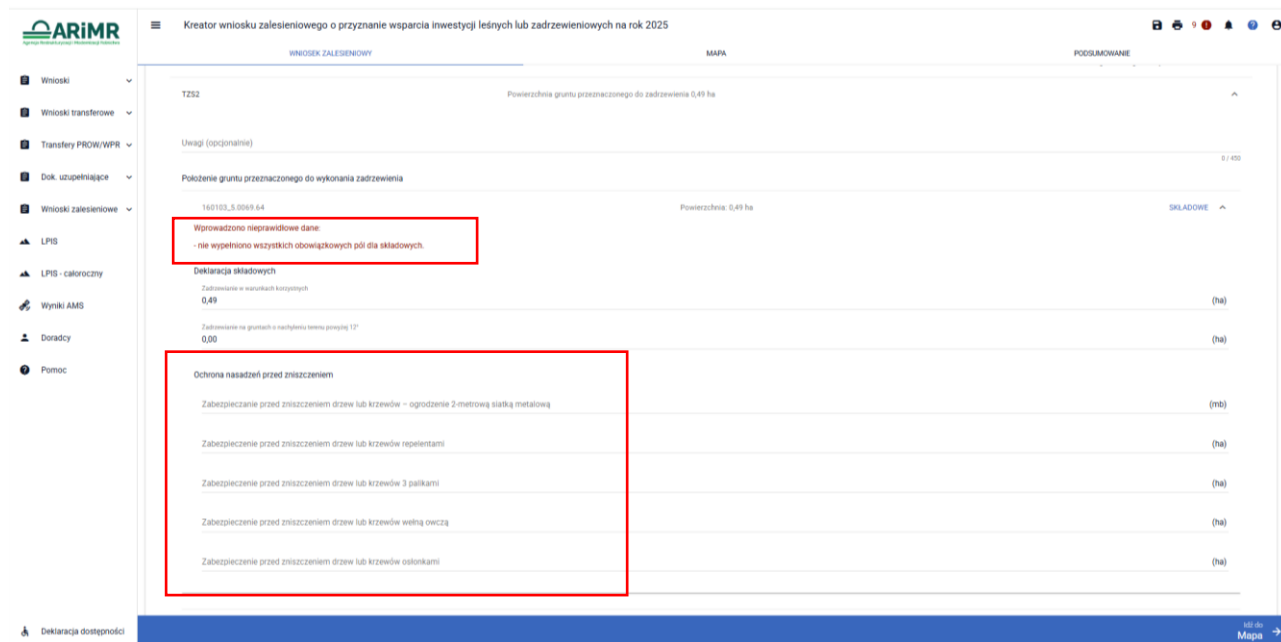 ARiMR
Agencja Restrukturyzacji i Modernizacji Rolnictwa
Kreator wniosku zalesieniowego o przyznanie wsparcia inwestycji leśnych lub zadrzewieniowych na rok 2025
9
WNIOSEK ZALESIENIOWY
MAPA
PODSUMOWANIE
Wnioski
Wnioski transferowe
Transfery PROW/WPR
Dok. uzupełniające
Wnioski zalesieniowe
LPIS
LPIS - całoroczny
Wyniki AMS
Doradcy
Pomoc
Deklaracja dostępności
TZS2
Powierzchnia gruntu przeznaczonego do zadrzewienia 0,49 ha
Uwagi (opcjonalnie)
0 / 450
Położenie gruntu przeznaczonego do wykonania zadrzewienia
160103_5.0069.64
Powierzchnia: 0,49 ha
SKŁADOWE
Wprowadzono nieprawidłowe dane:
- nie wypełniono wszystkich obowiązkowych pól dla składowych.
Deklaracja składowych
Zadrzewianie w warunkach korzystnych
0,49 (ha)
Zadrzewianie na gruntach o nachyleniu terenu powyżej 12°
0,00 (ha)
Ochrona nasadzeń przed zniszczeniem
Zabezpieczanie przed zniszczeniem drzew lub krzewów – ogrodzenie 2-metrową siatką metalową (mb)
Zabezpieczenie przed zniszczeniem drzew lub krzewów repelentami (ha)
Zabezpieczenie przed zniszczeniem drzew lub krzewów 3 palikami (ha)
Zabezpieczenie przed zniszczeniem drzew lub krzewów wełną owczą (ha)
Zabezpieczenie przed zniszczeniem drzew lub krzewów osłonkami (ha)
Idź do
Mapa